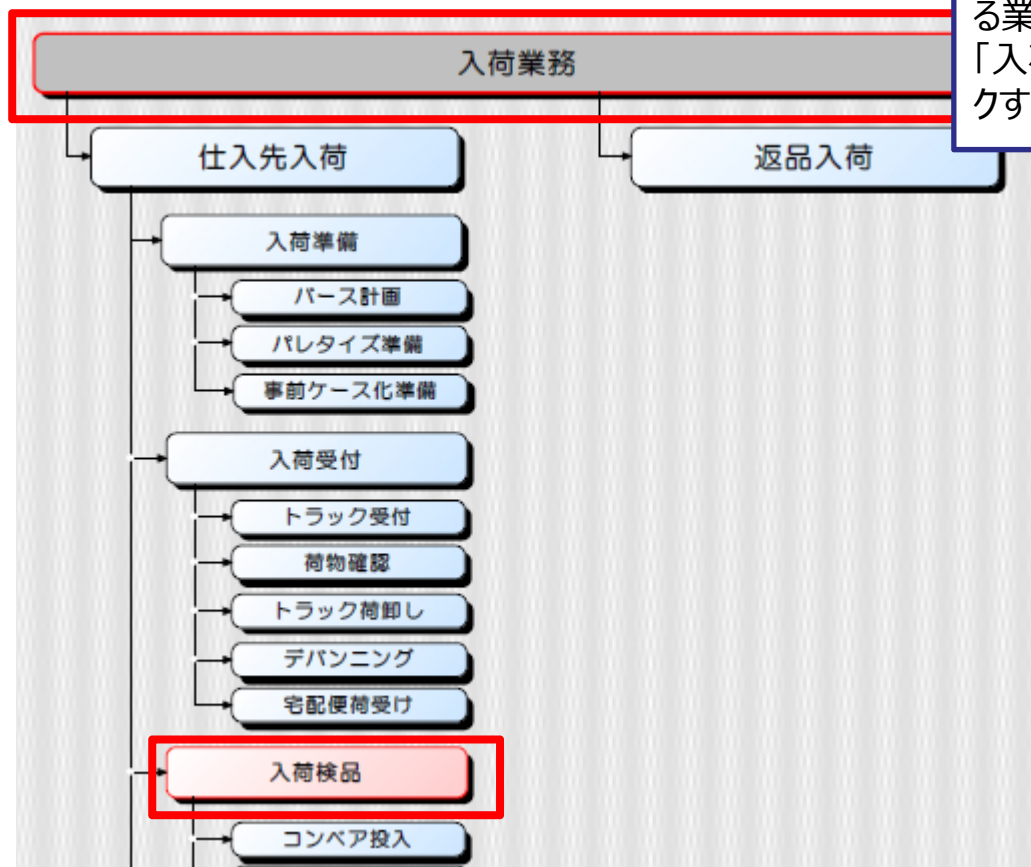 る業
「入
クす
入荷業務
仕入先入荷
返品入荷
入荷準備
バース計画
パレタイズ準備
事前ケース化準備
入荷受付
トラック受付
荷物確認
トラック荷卸し
デバンニング
宅配便荷受け
入荷検品
コンベア投入